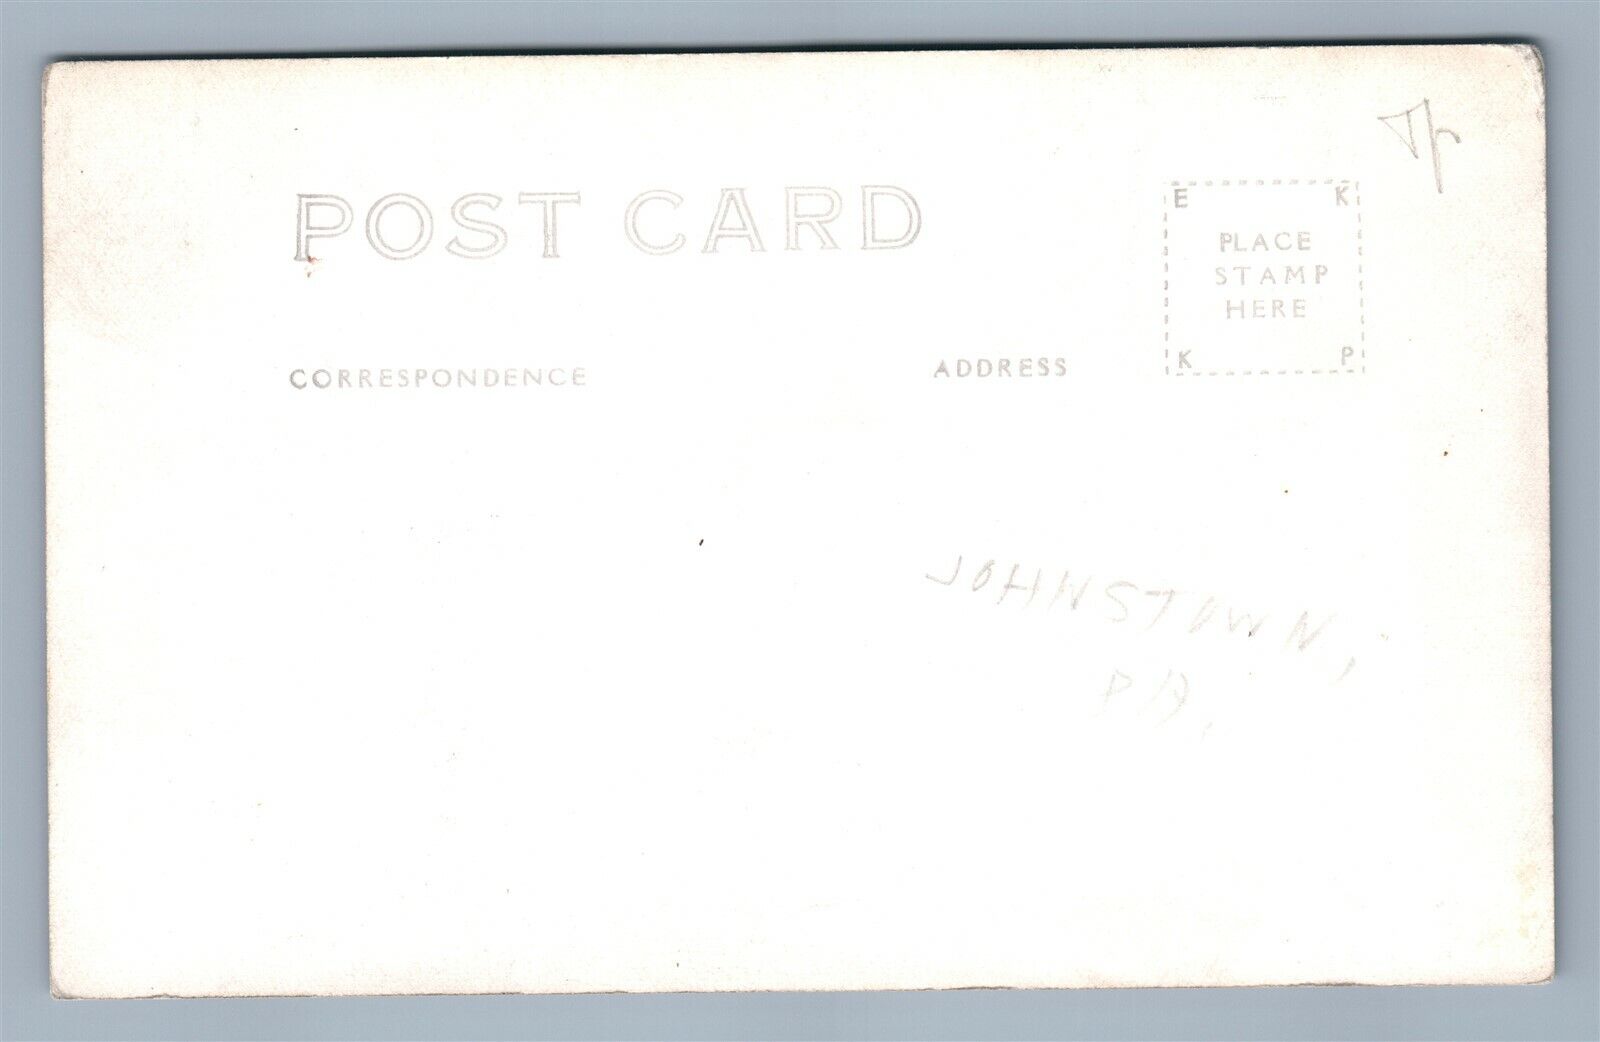 POST CARD
E K
PLACE
STAMP
HERE
K P
CORRESPONDENCE
ADDRESS
JOHNSTOWN,
PA.